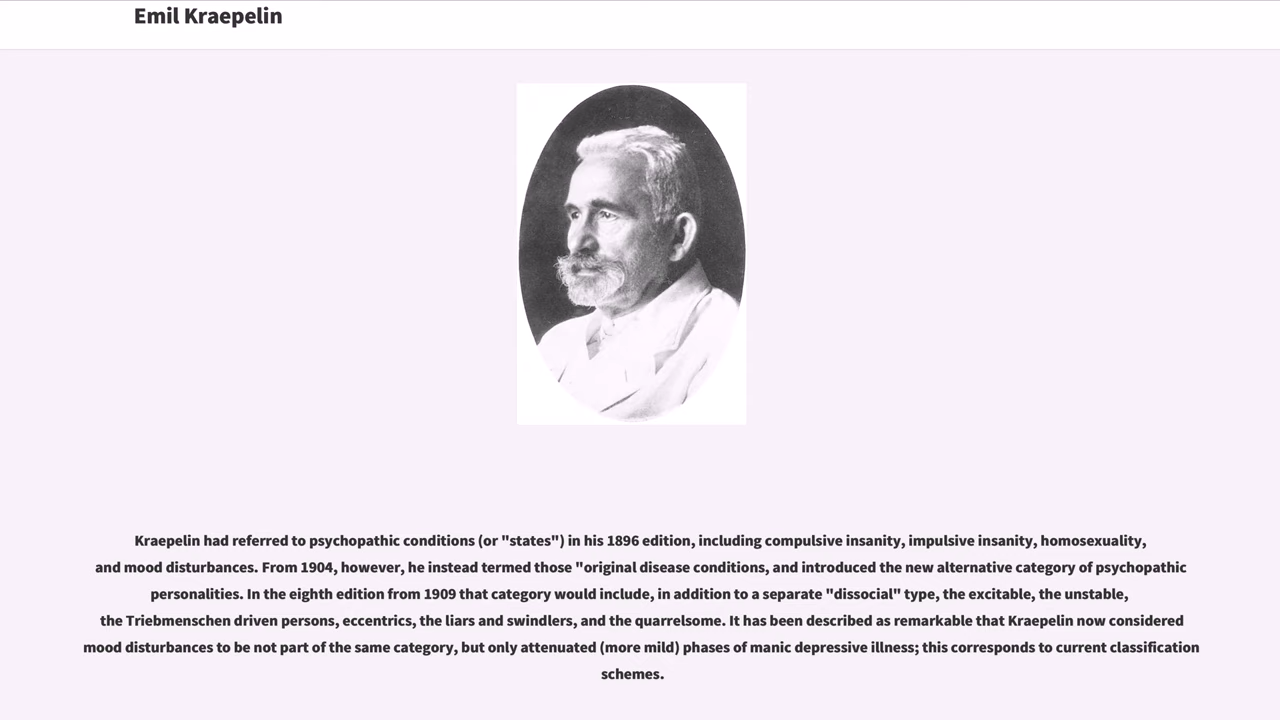 Emil Kraepelin
Kraepelin had referred to psychopathic conditions (or "states") in his 1896 edition, including compulsive insanity, impulsive insanity, homosexuality,
and mood disturbances. From 1904, however, he instead termed those "original disease conditions, and introduced the new alternative category of psychopathic
personalities. In the eighth edition from 1909 that category would include, in addition to a separate "dissocial" type, the excitable, the unstable,
the Triebmenschen driven persons, eccentrics, the liars and swindlers, and the quarrelsome. It has been described as remarkable that Kraepelin now considered
mood disturbances to be not part of the same category, but only attenuated (more mild) phases of manic depressive illness; this corresponds to current classification
schemes.